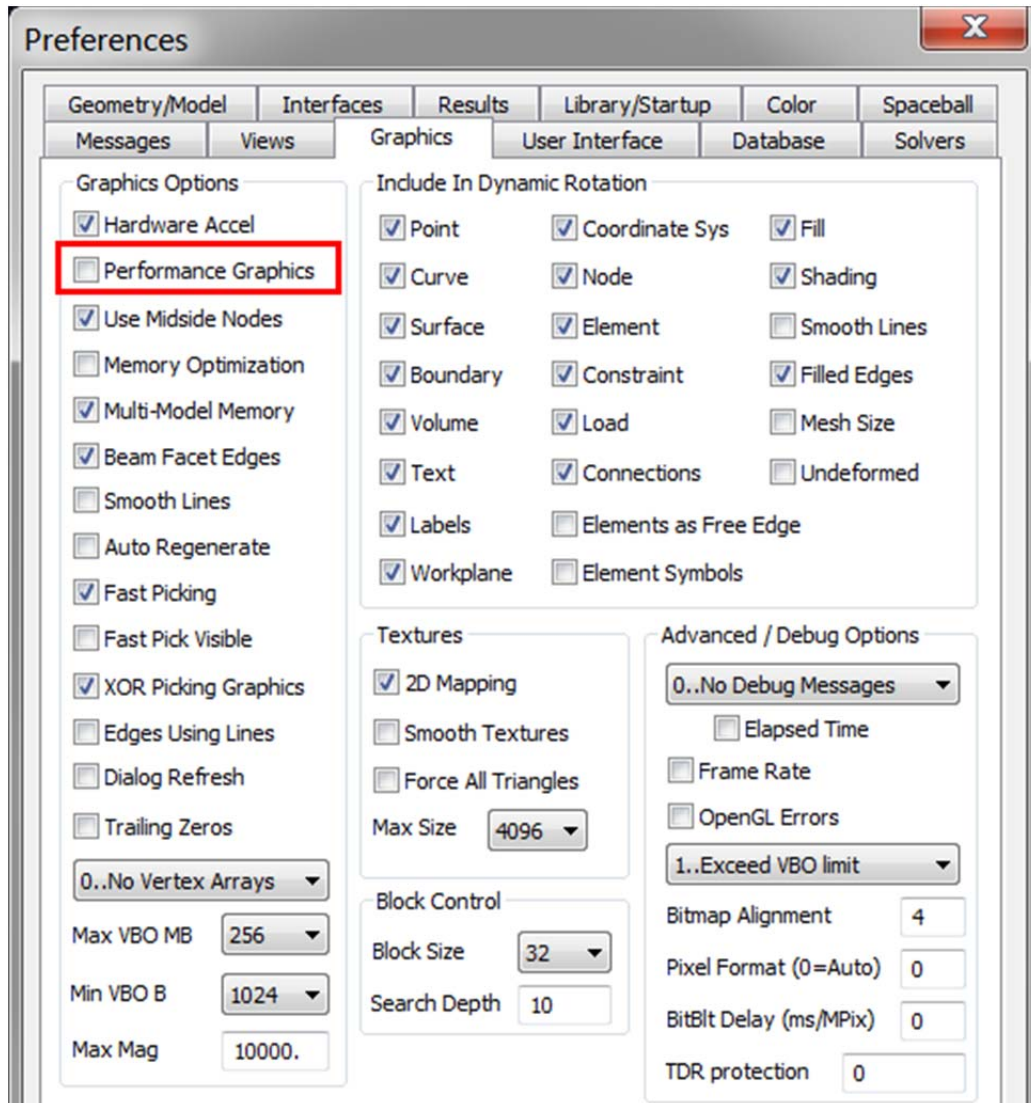 Preferences
Geometry/Model Interfaces Results Library/Startup Color Spaceball
Messages Views Graphics User Interface Database Solvers
Graphics Options
Hardware Accel
Performance Graphics
Use Midside Nodes
Memory Optimization
Multi-Model Memory
Beam Facet Edges
Smooth Lines
Auto Regenerate
Fast Picking
Fast Pick Visible
XOR Picking Graphics
Edges Using Lines
Dialog Refresh
Trailing Zeros
0..No Vertex Arrays
Max VBO MB 256
Min VBO B 1024
Max Mag 10000.
Include In Dynamic Rotation
Point Coordinate Sys Fill
Curve Node Shading
Surface Element Smooth Lines
Boundary Constraint Filled Edges
Volume Load Mesh Size
Text Connections Undeformed
Labels Elements as Free Edge
Workplane Element Symbols
Textures
2D Mapping
Smooth Textures
Force All Triangles
Max Size 4096
Block Control
Block Size 32
Search Depth 10
Advanced / Debug Options
0..No Debug Messages
Elapsed Time
Frame Rate
OpenGL Errors
1..Exceed VBO limit
Bitmap Alignment 4
Pixel Format (0=Auto) 0
BitBlt Delay (ms/MPix) 0
TDR protection 0